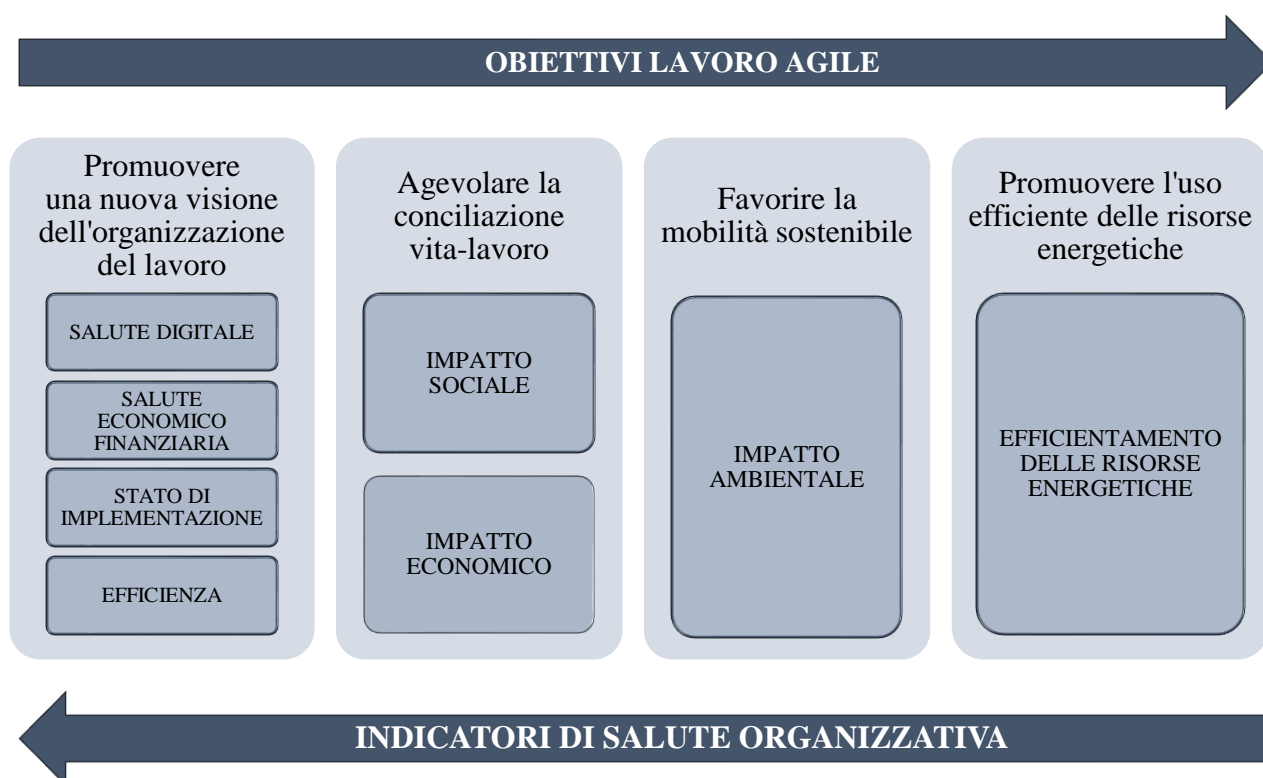 OBIETTIVI LAVORO AGILE
Promuovere
una nuova visione
dell'organizzazione
del lavoro
SALUTE DIGITALE
SALUTE
ECONOMICO
FINANZIARIA
STATO DI
IMPLEMENTAZIONE
EFFICIENZA
Agevolare la
conciliazione
vita-lavoro
IMPATTO
SOCIALE
IMPATTO
ECONOMICO
Favorire la
mobilità sostenibile
IMPATTO
AMBIENTALE
Promuovere l'uso
efficiente delle risorse
energetiche
EFFICIENTAMENTO
DELLE RISORSE
ENERGETICHE
INDICATORI DI SALUTE ORGANIZZATIVA